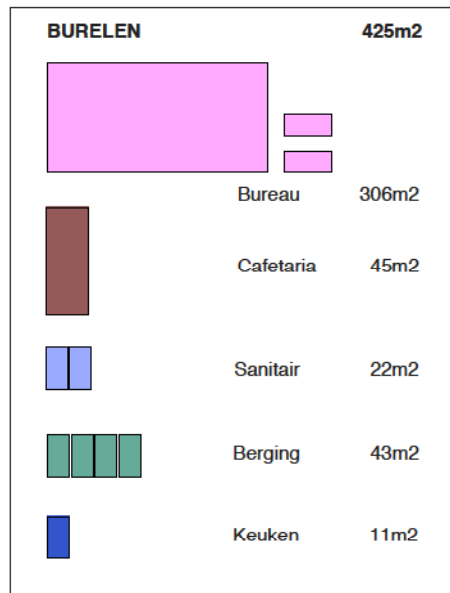 BURELEN 425m2
Bureau 306m2
Cafetaria 45m2
Sanitair 22m2
Berging 43m2
Keuken 11m2